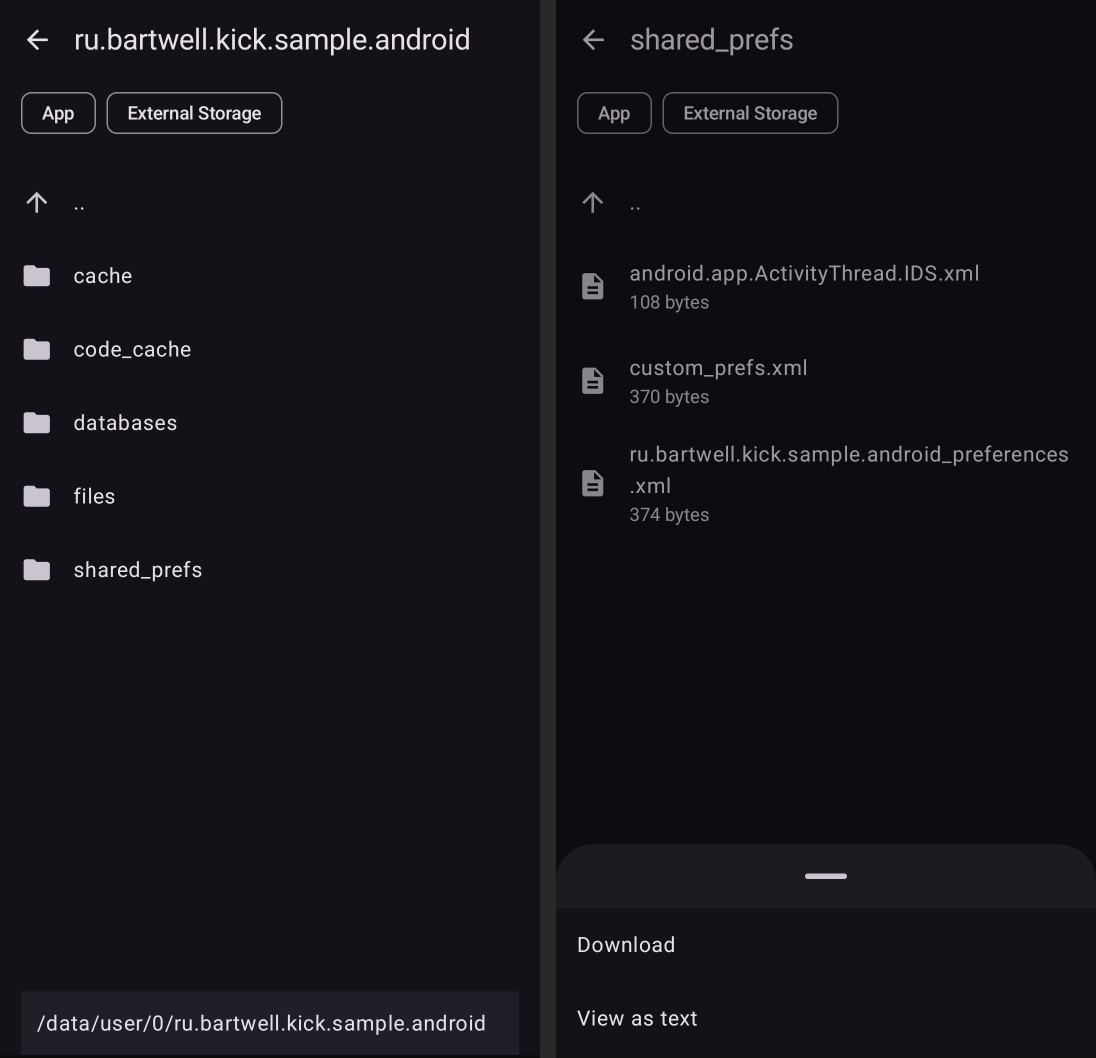 ru.bartwell.kick.sample.android
App
External Storage
..
cache
code_cache
databases
files
shared_prefs
/data/user/0/ru.bartwell.kick.sample.android
shared_prefs
App
External Storage
..
android.app.ActivityThread.IDS.xml
108 bytes
custom_prefs.xml
370 bytes
ru.bartwell.kick.sample.android_preferences
.xml
374 bytes
Download
View as text